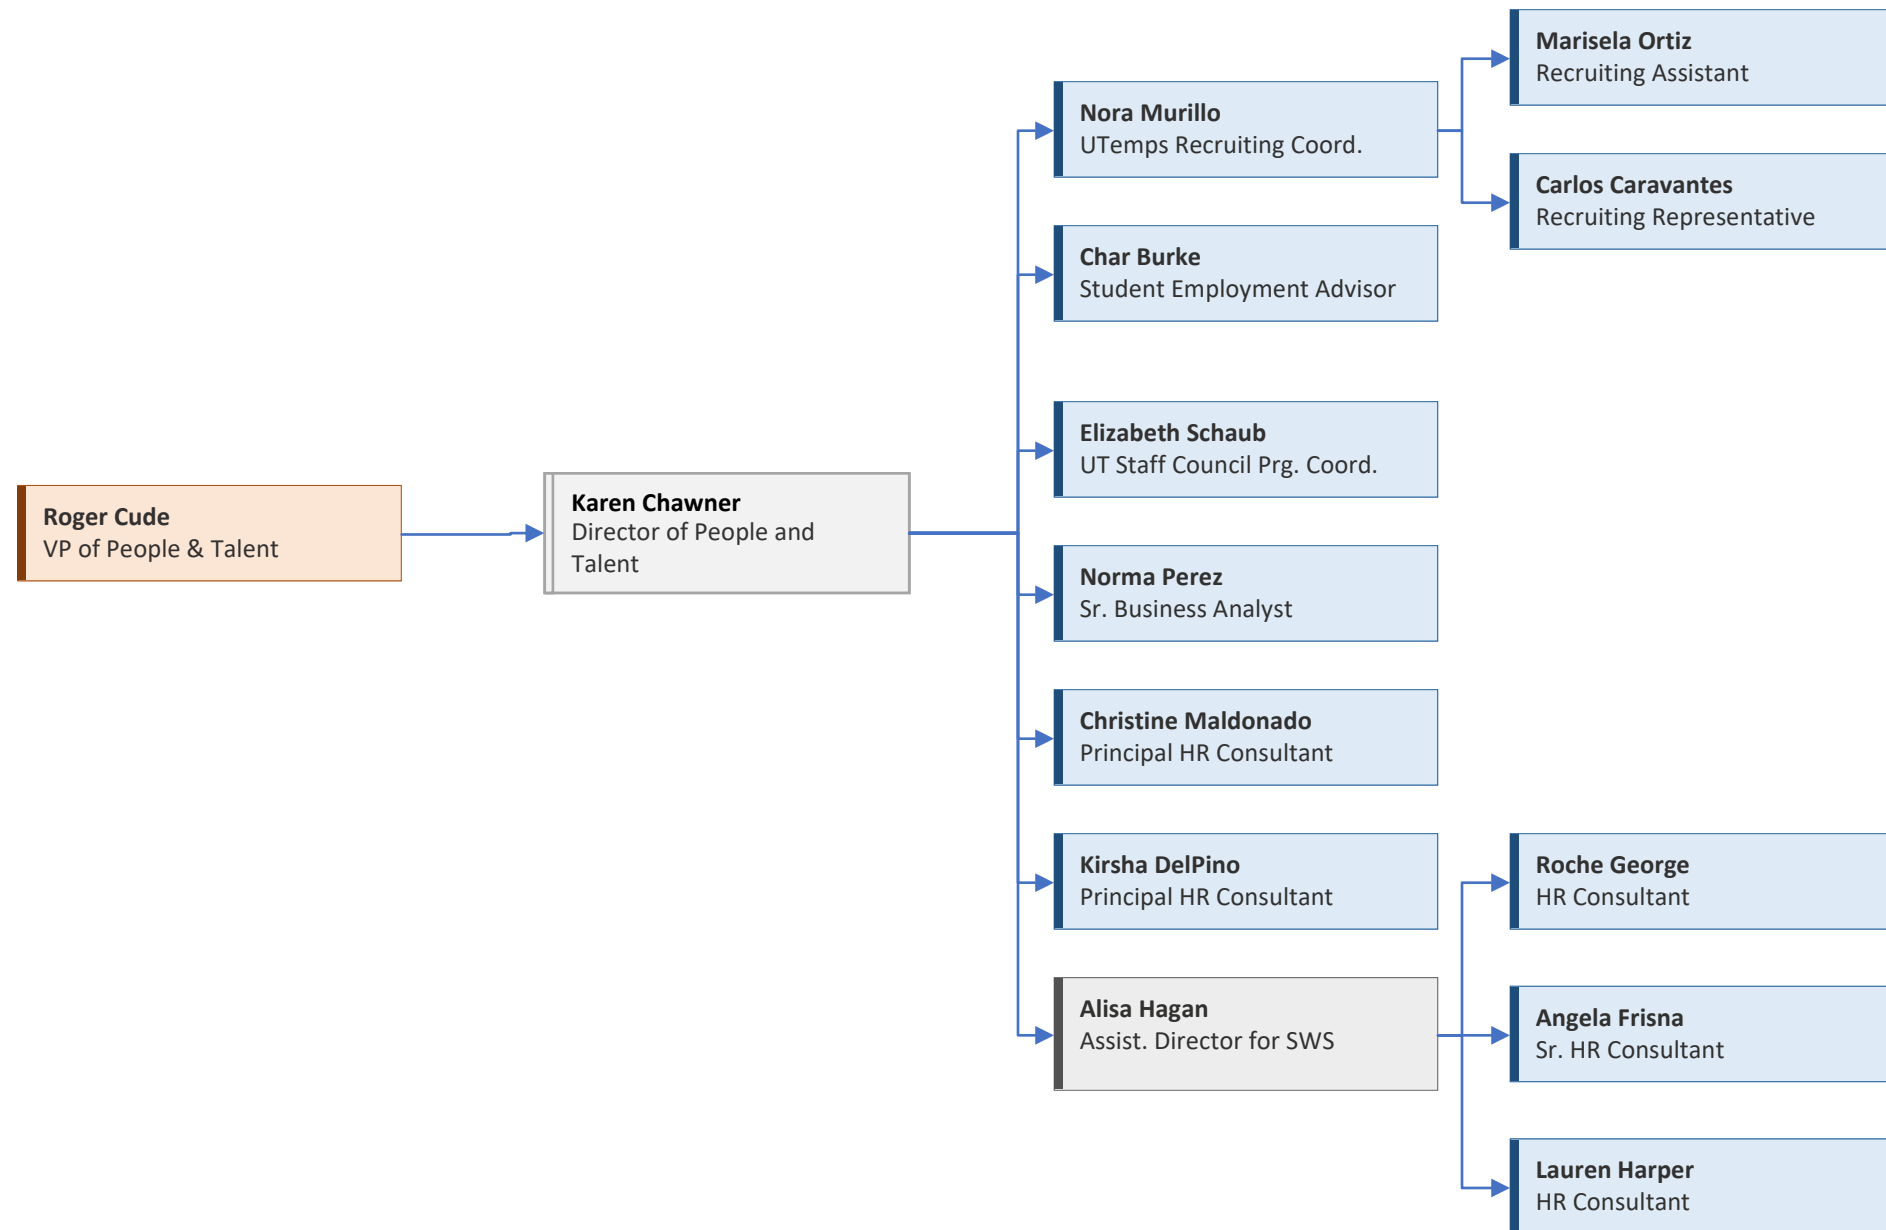 Roger Cude
VP of People & Talent
Karen Chawner
Director of People and
Talent
Nora Murillo
UTemps Recruiting Coord.
Char Burke
Student Employment Advisor
Elizabeth Schaub
UT Staff Council Prg. Coord.
Norma Perez
Sr. Business Analyst
Christine Maldonado
Principal HR Consultant
Kirsha DelPino
Principal HR Consultant
Alisa Hagan
Assist. Director for SWS
Marisela Ortiz
Recruiting Assistant
Carlos Caravantes
Recruiting Representative
Roche George
HR Consultant
Angela Frisna
Sr. HR Consultant
Lauren Harper
HR Consultant